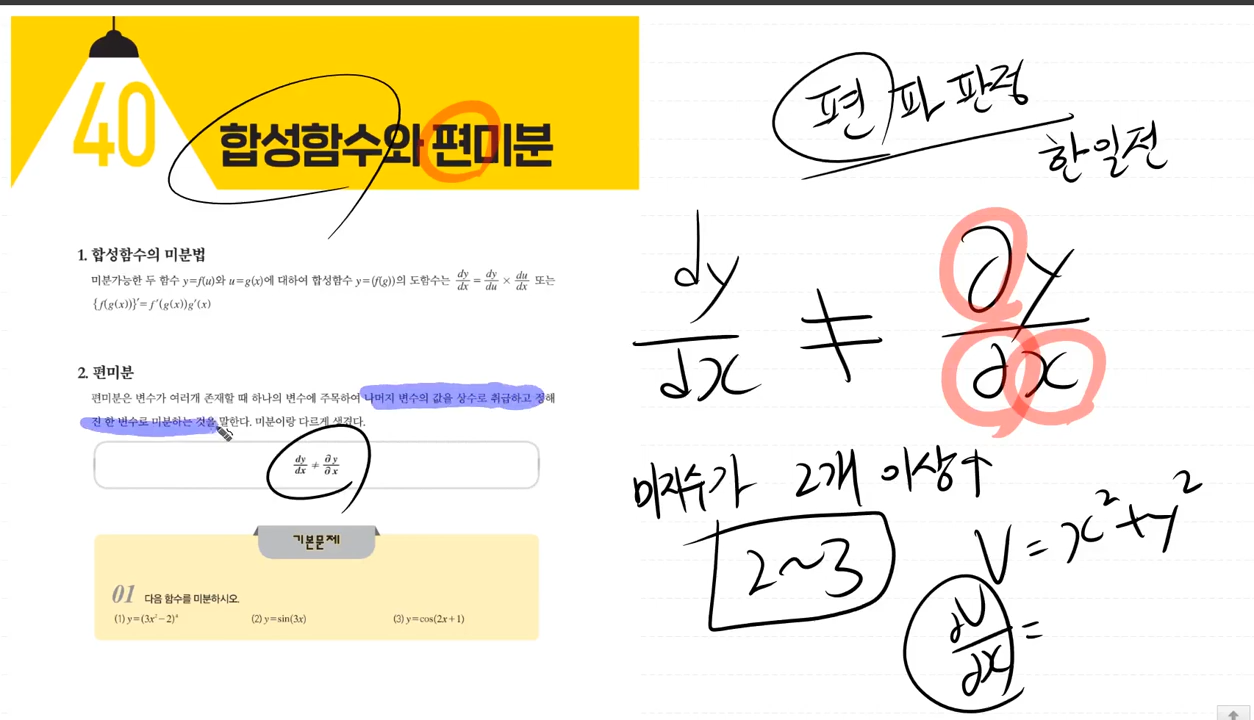 40
합성함수와 편미분
1. 합성함수의 미분법
미분가능한 두 함수 y=f(u)와 u=g(x)에 대하여 합성함수 y=(f(g))의 도함수는 dy/dx = dy/du × du/dx 또는
{f(g(x))}′=f′(g(x))g′(x)
2. 편미분
편미분은 변수가 여러개 존재할 때 하나의 변수에 주목하여 나머지 변수의 값을 상수로 취급하고 정해
진 한 변수로 미분하는 것을 말한다. 미분이랑 다르게 생겼다.
dy/dx ≠ ∂y/∂x
기본문제
01 다음 함수를 미분하시오.
(1) y=(3x²−2)⁴ (2) y=sin(3x) (3) y=cos(2x+1)
편 파 판정
한일전
dy/dx ≠ ∂y/∂x
미지수가 2개 이상↑
2~3
V=x²+y²
∂V/∂x =